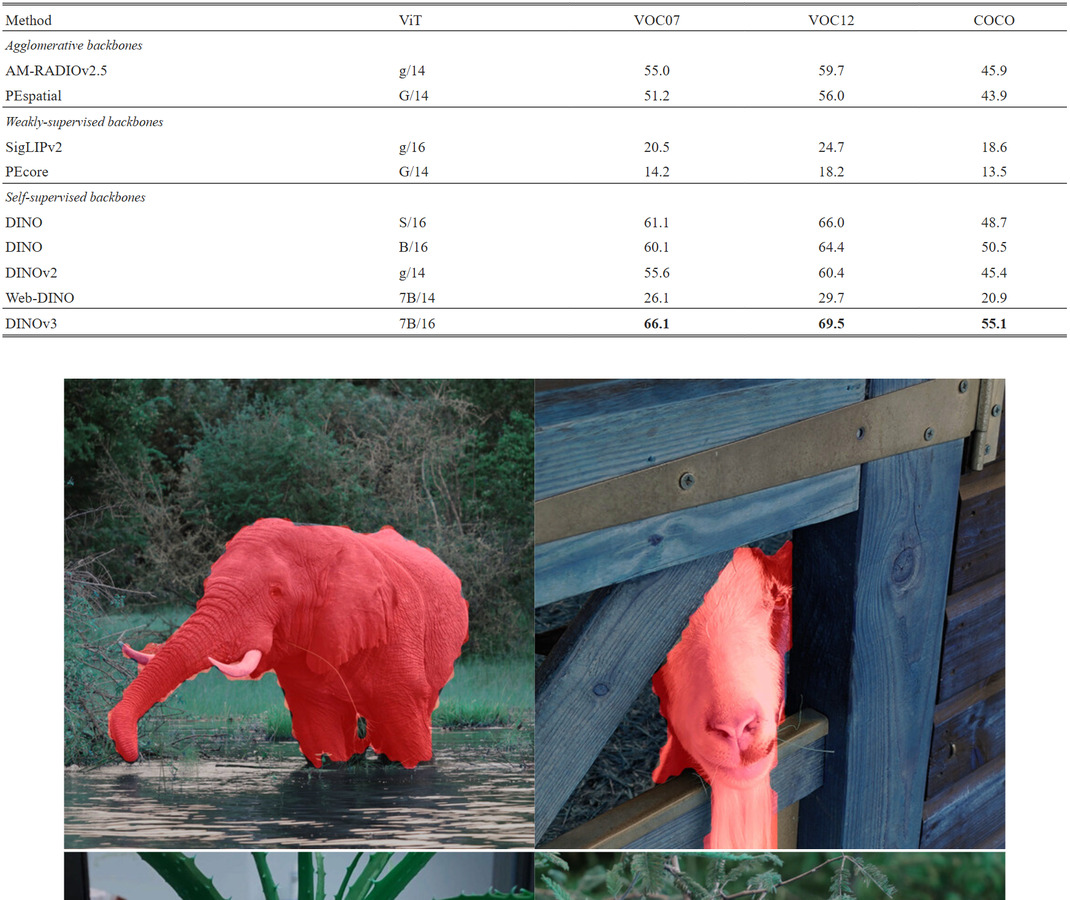 Method ViT VOC07 VOC12 COCO
Agglomerative backbones
AM-RADIOv2.5 g/14 55.0 59.7 45.9
PEspatial G/14 51.2 56.0 43.9
Weakly-supervised backbones
SigLIPv2 g/16 20.5 24.7 18.6
PEcore G/14 14.2 18.2 13.5
Self-supervised backbones
DINO S/16 61.1 66.0 48.7
DINO B/16 60.1 64.4 50.5
DINOv2 g/14 55.6 60.4 45.4
Web-DINO 7B/14 26.1 29.7 20.9
DINOv3 7B/16 66.1 69.5 55.1